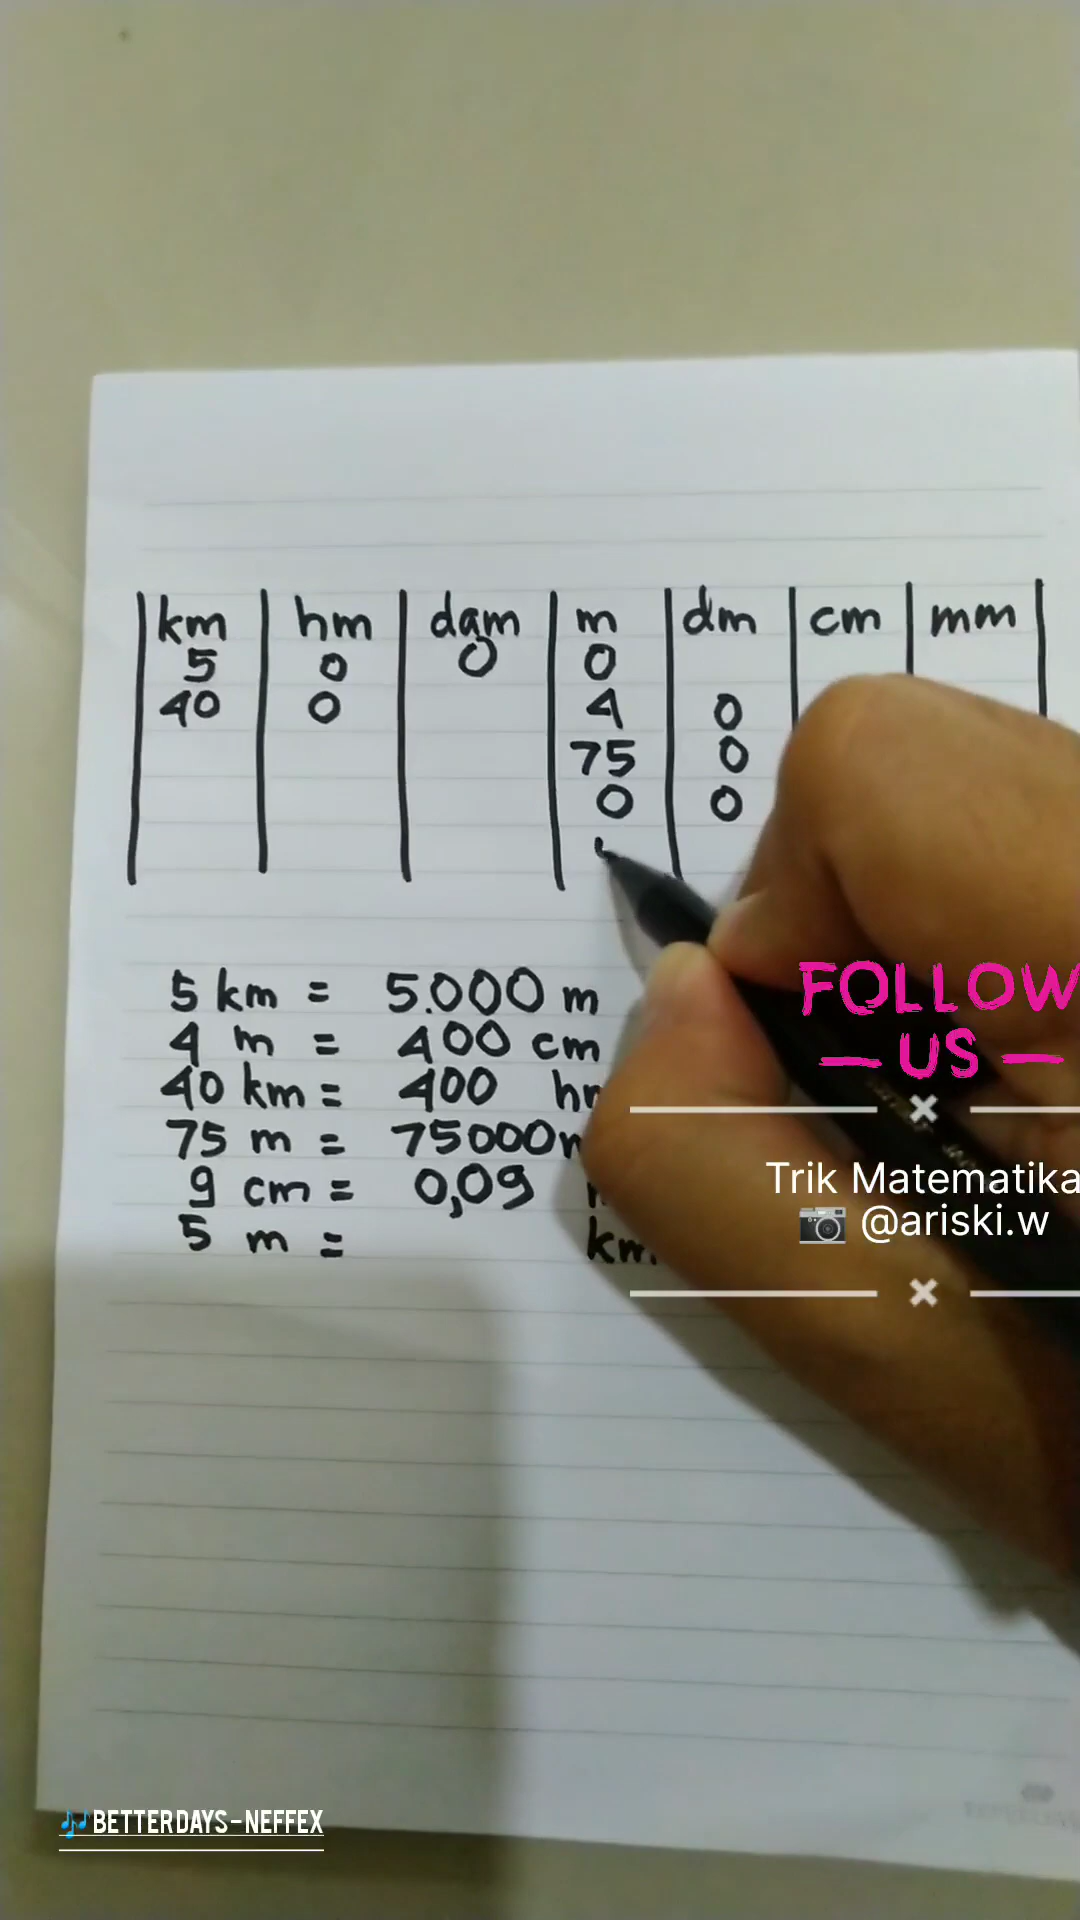 km hm dam m dm cm mm
5 0 0 0
40 0 4 0
75 0
0 0
5 km = 5.000 m
4 m = 400 cm
40 km = 400
75 m = 75000
9 cm = 0,09
5 m = km
FOLLOW
— US —
Trik Matematika
📷 @ariski.w
🎶 BETTERDAYS-NEFFEX